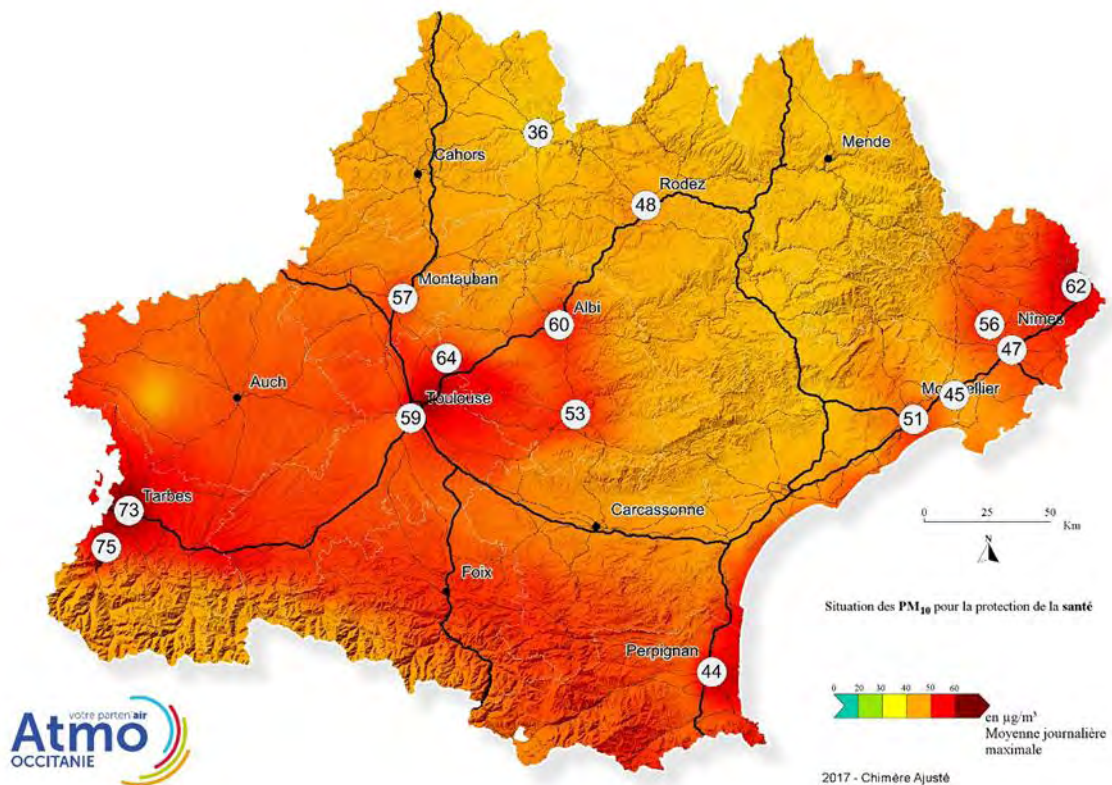 36
Mende
Cahors
Rodez
48
Montauban
57
62
Albi
60
56
Nîmes
64
47
Auch
Toulouse
Montpellier
45
59
53
51
Tarbes
73
Carcassonne
0 25 50
Km
75
N
Foix
Situation des PM10 pour la protection de la santé
Perpignan
44
0 20 30 40 50 60
en µg/m³
Moyenne journalière
maximale
votre parten'air
Atmo
OCCITANIE
2017 - Chimère Ajusté